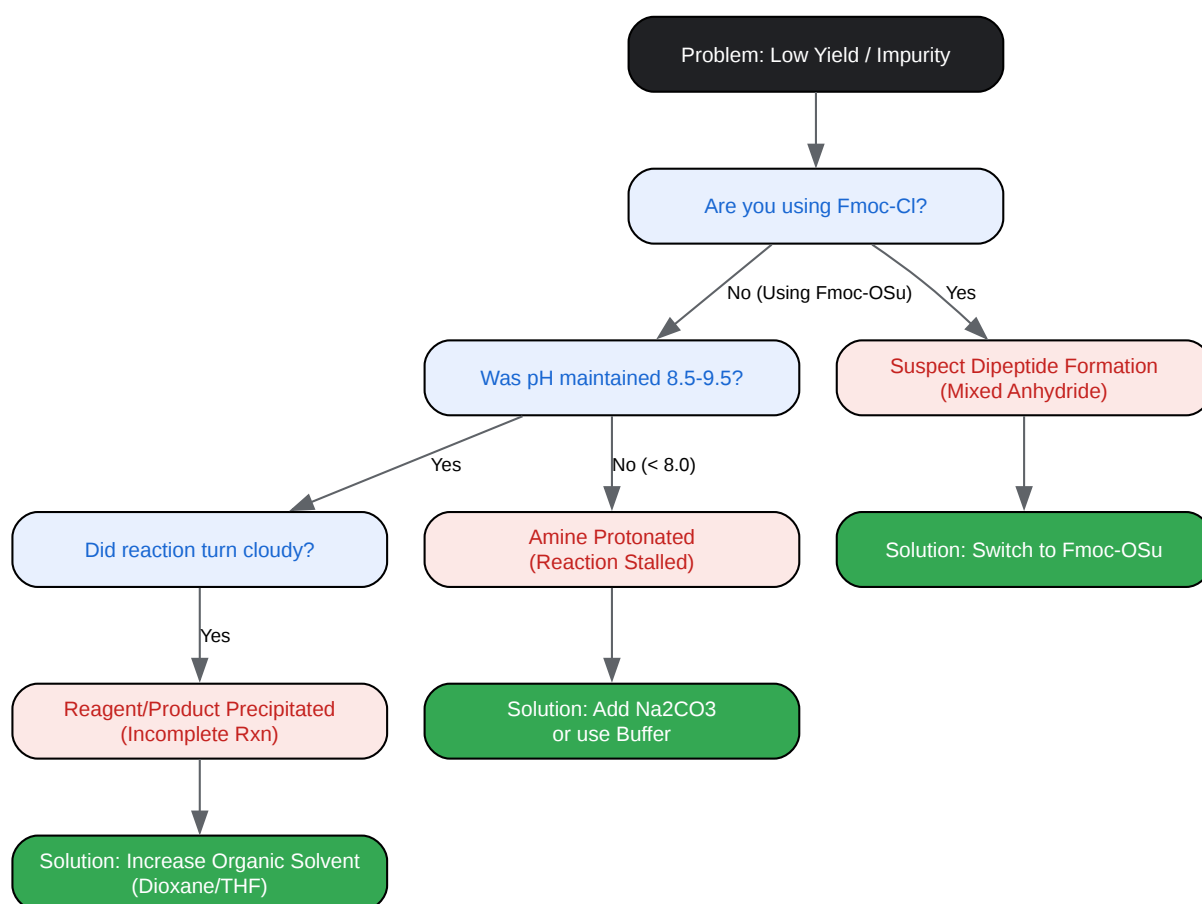 Problem: Low Yield / Impurity
Are you using Fmoc-Cl?
No (Using Fmoc-OSu)
Yes
Was pH maintained 8.5-9.5?
Suspect Dipeptide Formation
(Mixed Anhydride)
Yes
No (< 8.0)
Did reaction turn cloudy?
Amine Protonated
(Reaction Stalled)
Solution: Switch to Fmoc-OSu
Yes
Reagent/Product Precipitated
(Incomplete Rxn)
Solution: Add Na2CO3
or use Buffer
Solution: Increase Organic Solvent
(Dioxane/THF)